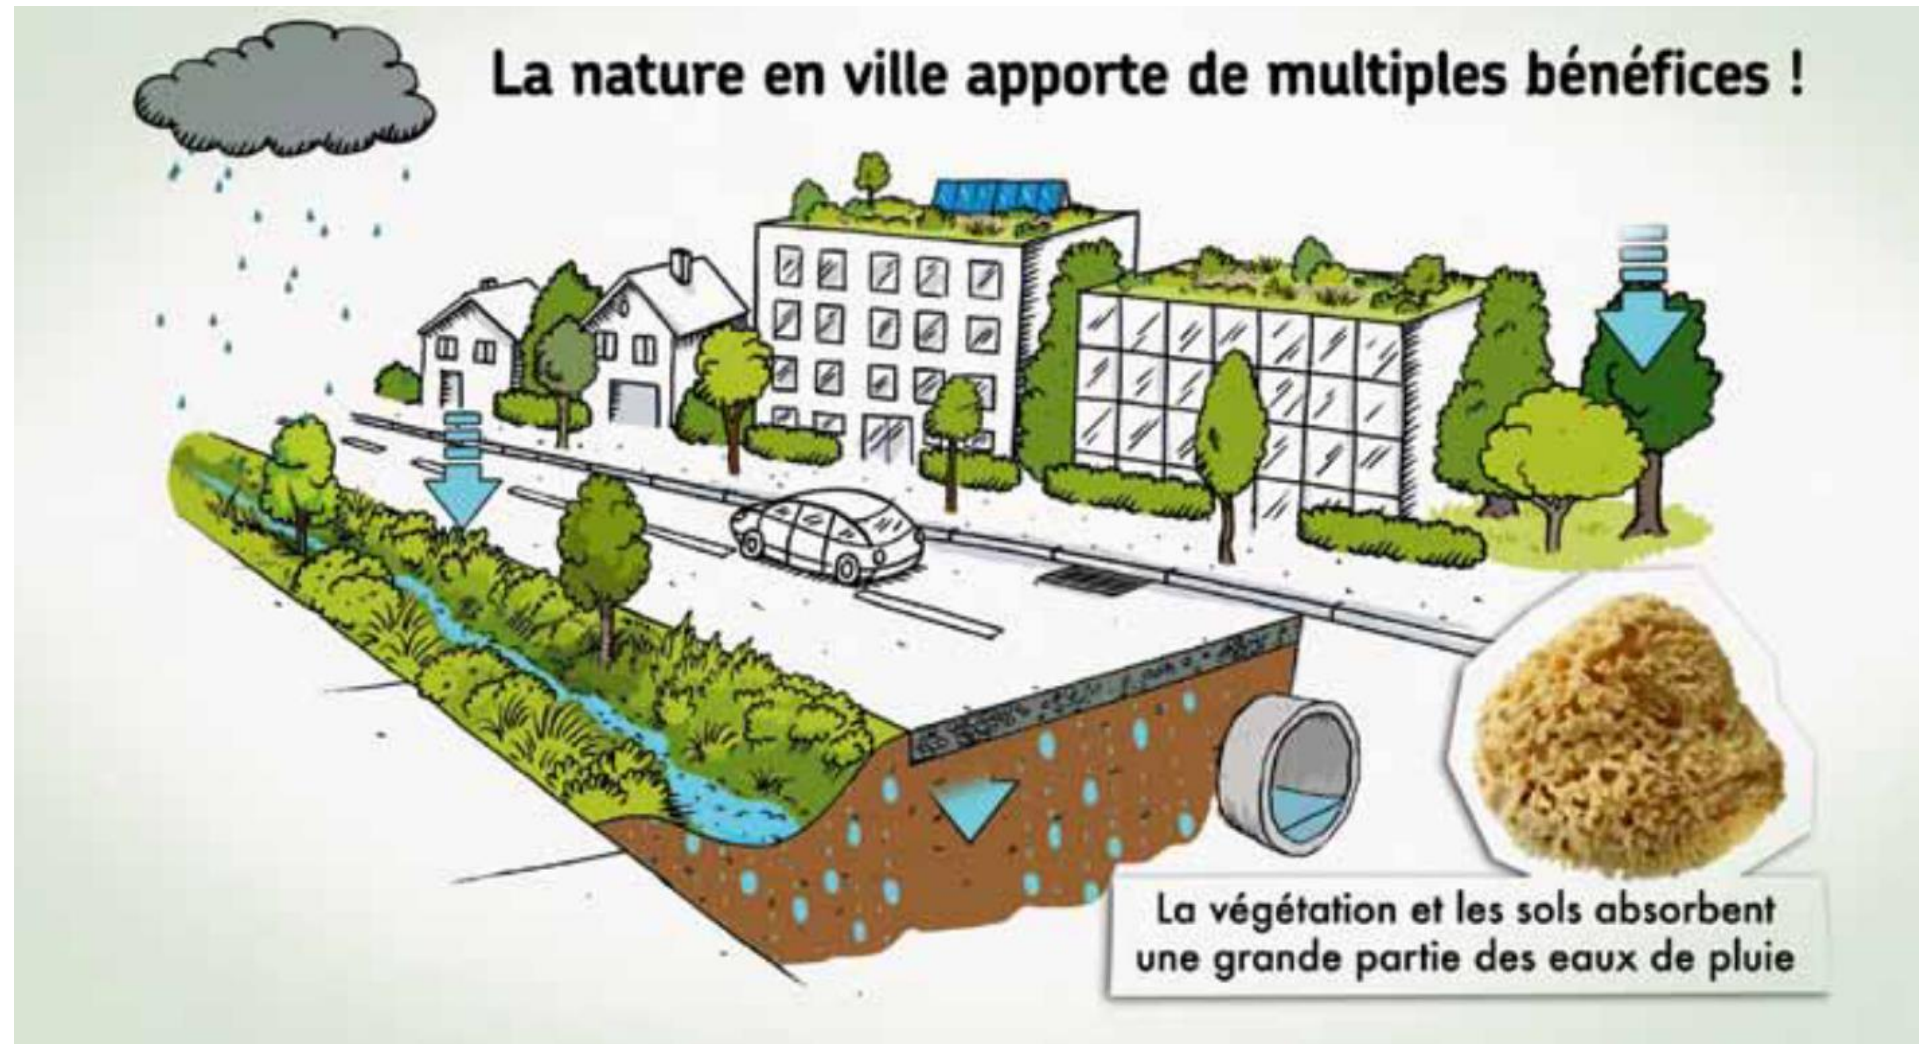 La nature en ville apporte de multiples bénéfices !
La végétation et les sols absorbent
une grande partie des eaux de pluie